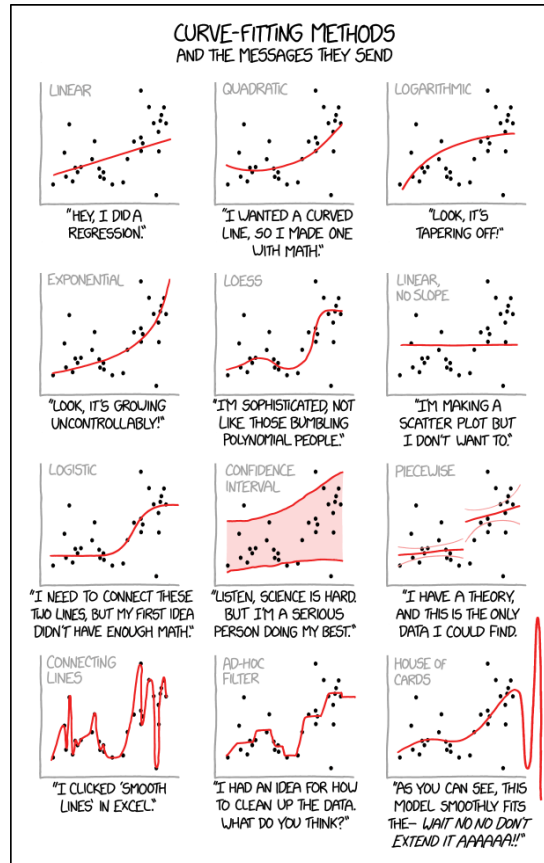 CURVE-FITTING METHODS
AND THE MESSAGES THEY SEND
LINEAR
"HEY, I DID A
REGRESSION."
QUADRATIC
"I WANTED A CURVED
LINE, SO I MADE ONE
WITH MATH."
LOGARITHMIC
"LOOK, IT'S
TAPERING OFF!"
EXPONENTIAL
"LOOK, IT'S GROWING
UNCONTROLLABLY!"
LOESS
"I'M SOPHISTICATED, NOT
LIKE THOSE BUMBLING
POLYNOMIAL PEOPLE."
LINEAR,
NO SLOPE
"I'M MAKING A
SCATTER PLOT BUT
I DON'T WANT TO."
LOGISTIC
"I NEED TO CONNECT THESE
TWO LINES, BUT MY FIRST IDEA
DIDN'T HAVE ENOUGH MATH."
CONFIDENCE
INTERVAL
"LISTEN, SCIENCE IS HARD.
BUT I'M A SERIOUS
PERSON DOING MY BEST."
PIECEWISE
"I HAVE A THEORY,
AND THIS IS THE ONLY
DATA I COULD FIND.
CONNECTING
LINES
"I CLICKED 'SMOOTH
LINES' IN EXCEL."
AD-HOC
FILTER
"I HAD AN IDEA FOR HOW
TO CLEAN UP THE DATA.
WHAT DO YOU THINK?"
HOUSE OF
CARDS
"AS YOU CAN SEE, THIS
MODEL SMOOTHLY FITS
THE- WAIT NO NO DON'T
EXTEND IT AAAAAA!!"